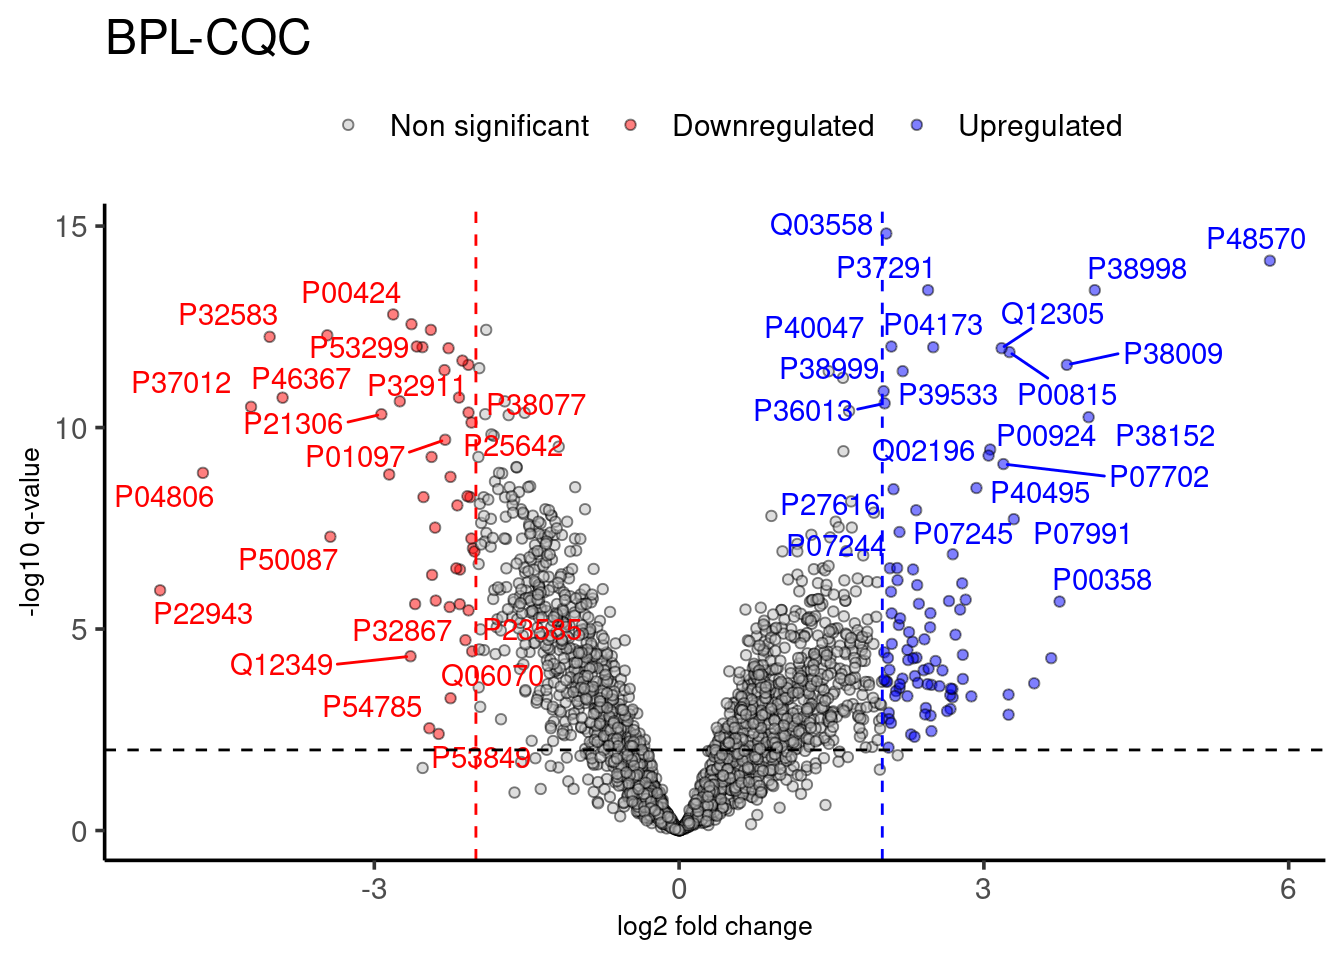 BPL-CQC
Non significant
Downregulated
Upregulated
15
10
5
0
-log10 q-value
Q03558
P48570
P37291
P38998
P00424
P32583
Q12305
P40047
P04173
P53299
P38009
P38999
P37012
P46367
P32911
P39533
P00815
P38077
P36013
P21306
P00924
P38152
P25642
Q02196
P01097
P07702
P04806
P40495
P27616
P07245
P07991
P07244
P50087
P00358
P22943
P32867
P23585
Q12349
Q06070
P54785
P53849
-3
0
3
6
log2 fold change